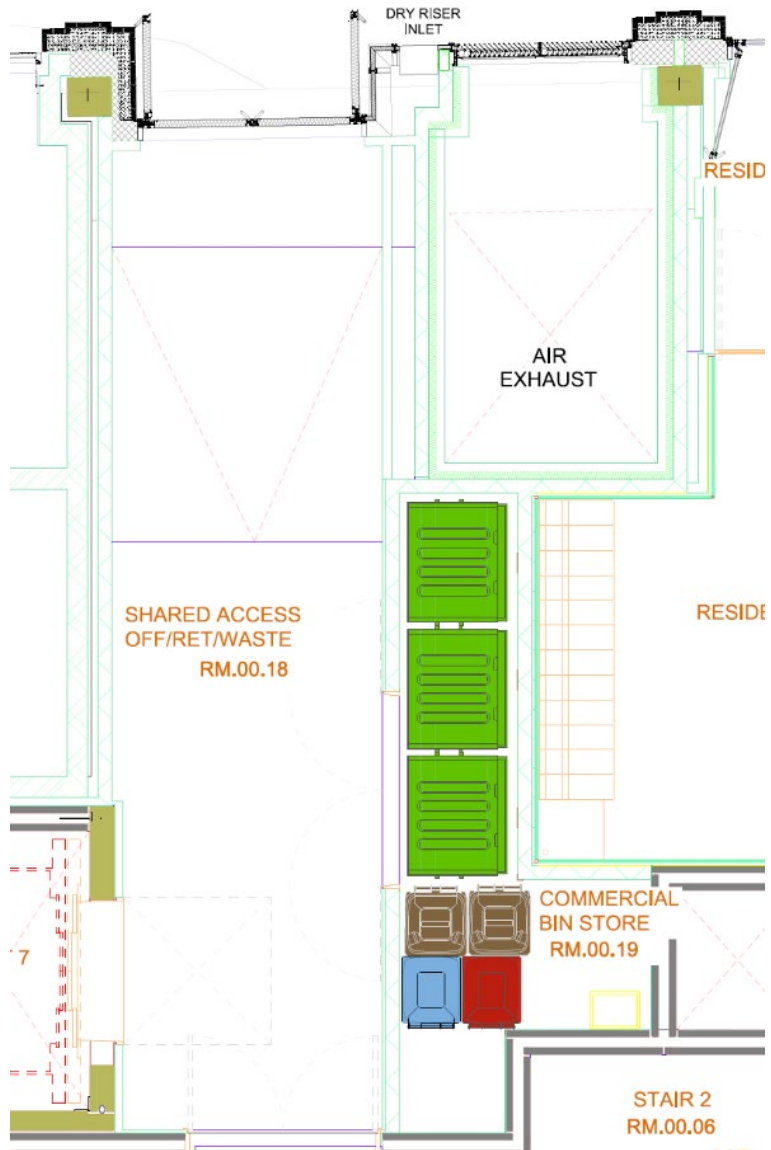 DRY RISER
INLET
RESID
AIR
EXHAUST
SHARED ACCESS
OFF/RET/WASTE
RM.00.18
RESIDE
COMMERCIAL
BIN STORE
RM.00.19
7
STAIR 2
RM.00.06